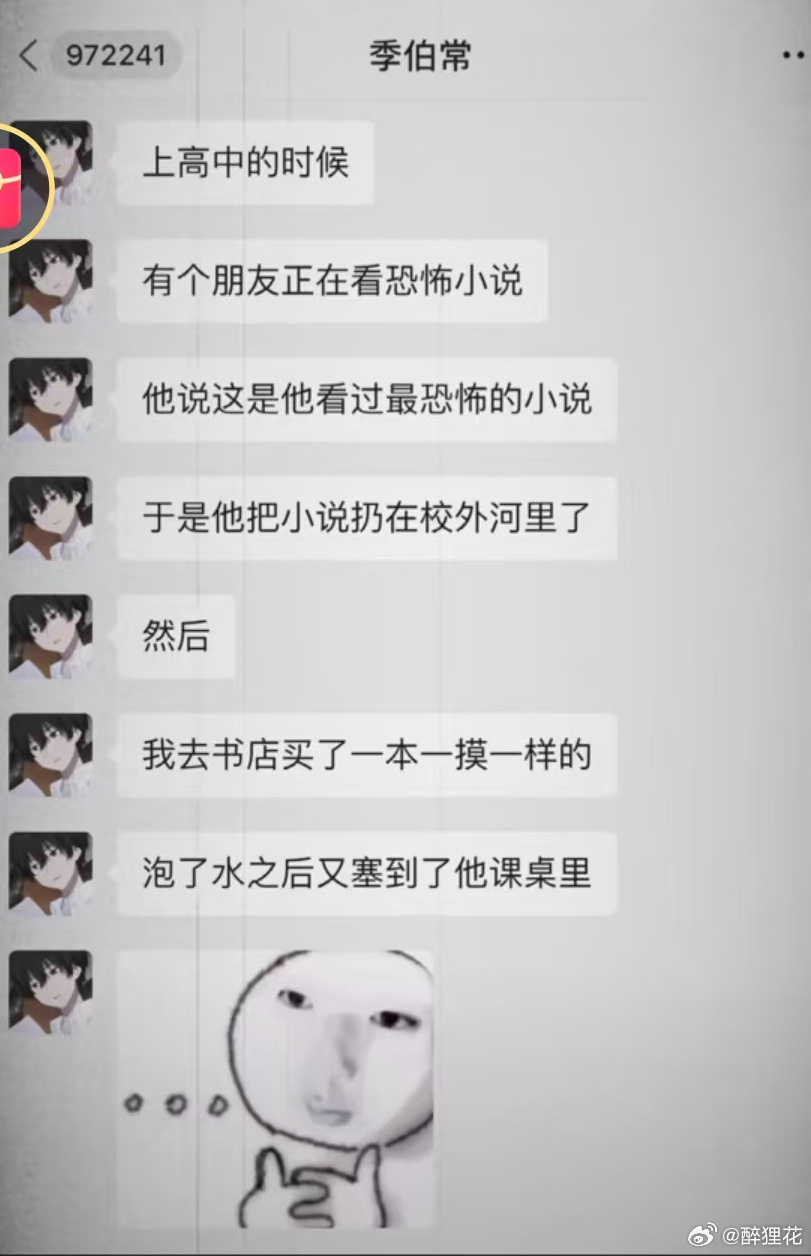 972241
季伯常
上高中的时候
有个朋友正在看恐怖小说
他说这是他看过最恐怖的小说
于是他把小说扔在校外河里了
然后
我去书店买了一本一摸一样的
泡了水之后又塞到了他课桌里
@醉狸花